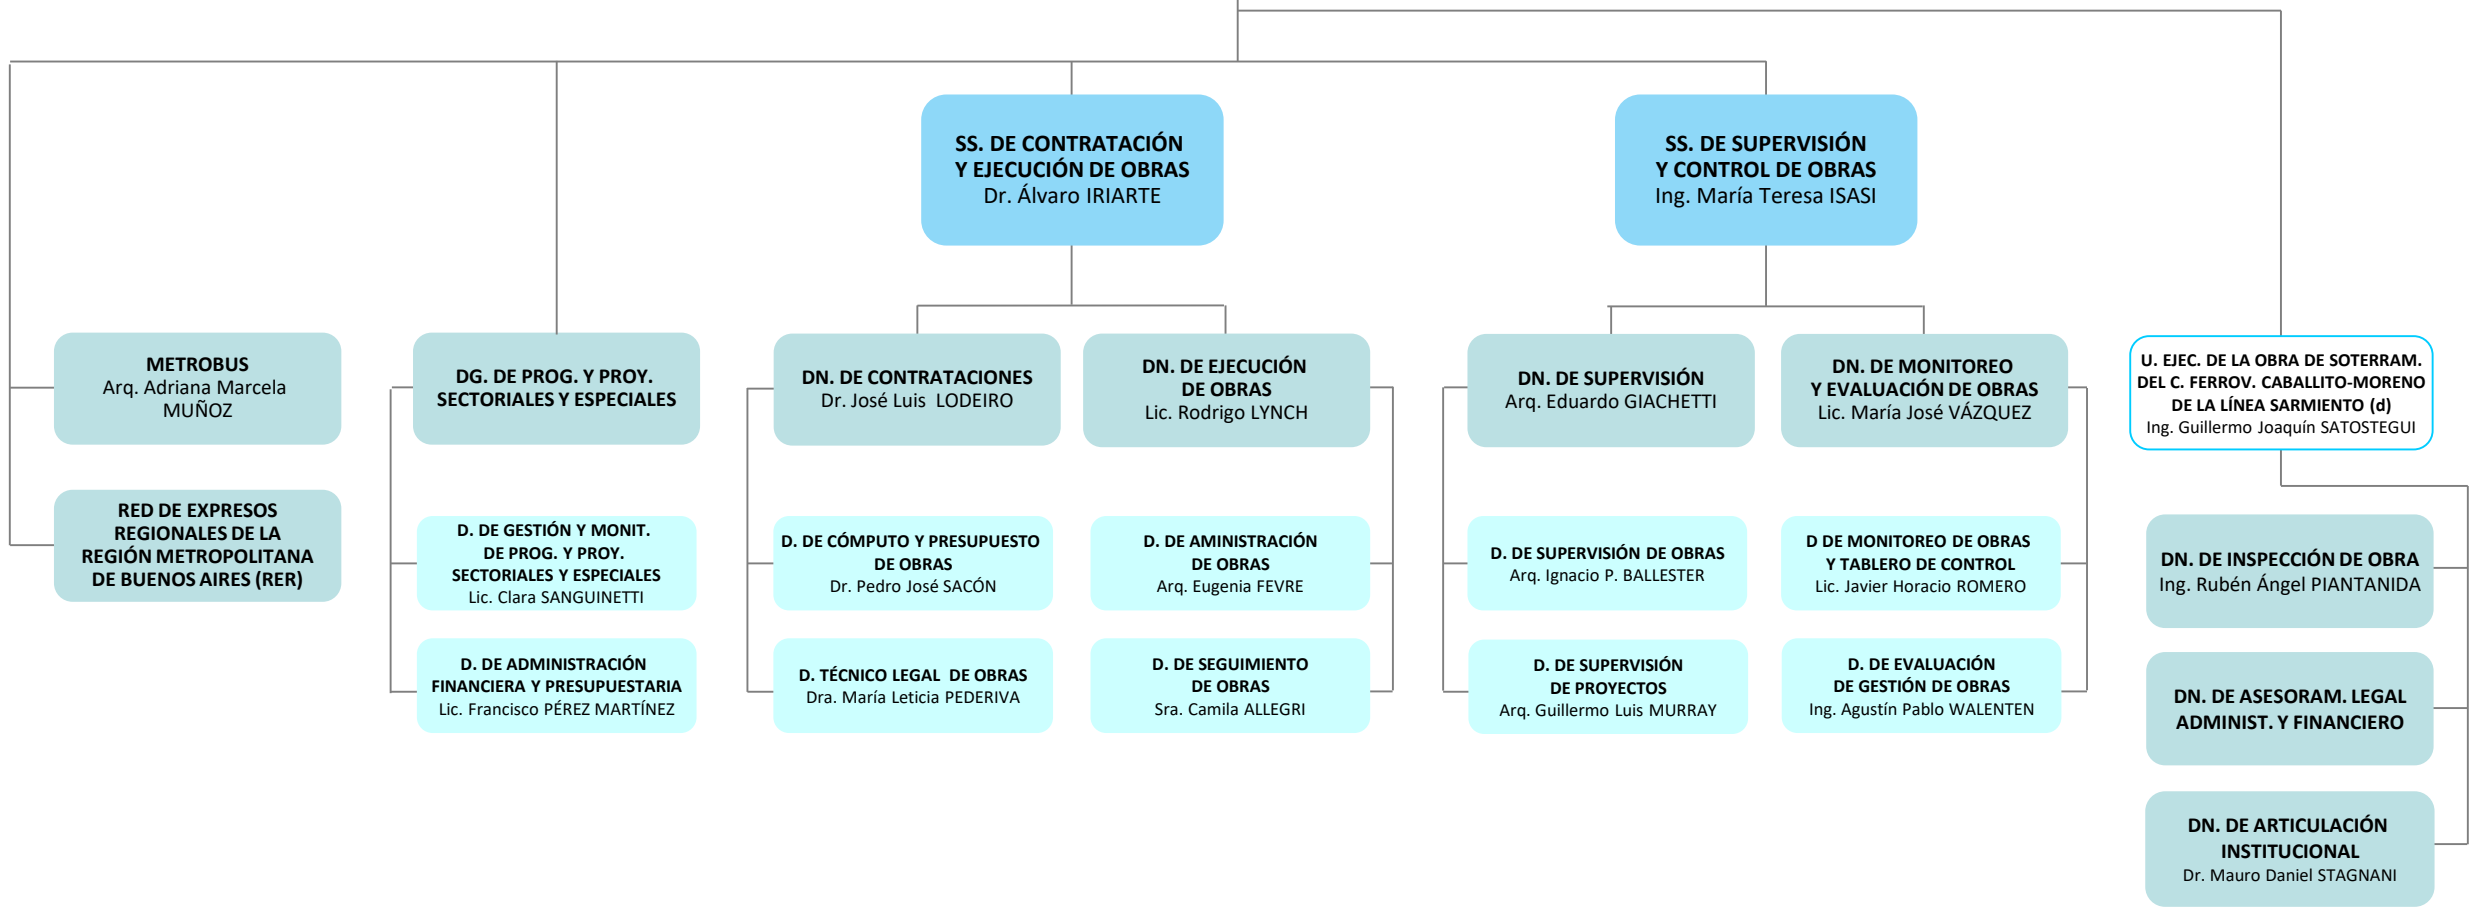 SS. DE CONTRATACIÓN
Y EJECUCIÓN DE OBRAS
Dr. Álvaro IRIARTE
SS. DE SUPERVISIÓN
Y CONTROL DE OBRAS
Ing. María Teresa ISASI
METROBUS
Arq. Adriana Marcela
MUÑOZ
DG. DE PROG. Y PROY.
SECTORIALES Y ESPECIALES
DN. DE CONTRATACIONES
Dr. José Luis  LODEIRO
DN. DE EJECUCIÓN
DE OBRAS
Lic. Rodrigo LYNCH
DN. DE SUPERVISIÓN
Arq. Eduardo GIACHETTI
DN. DE MONITOREO
Y EVALUACIÓN DE OBRAS
Lic. María José VÁZQUEZ
U. EJEC. DE LA OBRA DE SOTERRAM.
DEL C. FERROV. CABALLITO-MORENO
DE LA LÍNEA SARMIENTO (d)
Ing. Guillermo Joaquín SATOSTEGUI
RED DE EXPRESOS
REGIONALES DE LA
REGIÓN METROPOLITANA
DE BUENOS AIRES (RER)
D. DE GESTIÓN Y MONIT.
DE PROG. Y PROY.
SECTORIALES Y ESPECIALES
Lic. Clara SANGUINETTI
D. DE CÓMPUTO Y PRESUPUESTO
DE OBRAS
Dr. Pedro José SACÓN
D. DE AMINISTRACIÓN
DE OBRAS
Arq. Eugenia FEVRE
D. DE SUPERVISIÓN DE OBRAS
Arq. Ignacio P. BALLESTER
D DE MONITOREO DE OBRAS
Y TABLERO DE CONTROL
Lic. Javier Horacio ROMERO
DN. DE INSPECCIÓN DE OBRA
Ing. Rubén Ángel PIANTANIDA
D. DE ADMINISTRACIÓN
FINANCIERA Y PRESUPUESTARIA
Lic. Francisco PÉREZ MARTÍNEZ
D. TÉCNICO LEGAL  DE OBRAS
Dra. María Leticia PEDERIVA
D. DE SEGUIMIENTO
DE OBRAS
Sra. Camila ALLEGRI
D. DE SUPERVISIÓN
DE PROYECTOS
Arq. Guillermo Luis MURRAY
D. DE EVALUACIÓN
DE GESTIÓN DE OBRAS
Ing. Agustín Pablo WALENTEN
DN. DE ASESORAM. LEGAL
ADMINIST. Y FINANCIERO
DN. DE ARTICULACIÓN
INSTITUCIONAL
Dr. Mauro Daniel STAGNANI